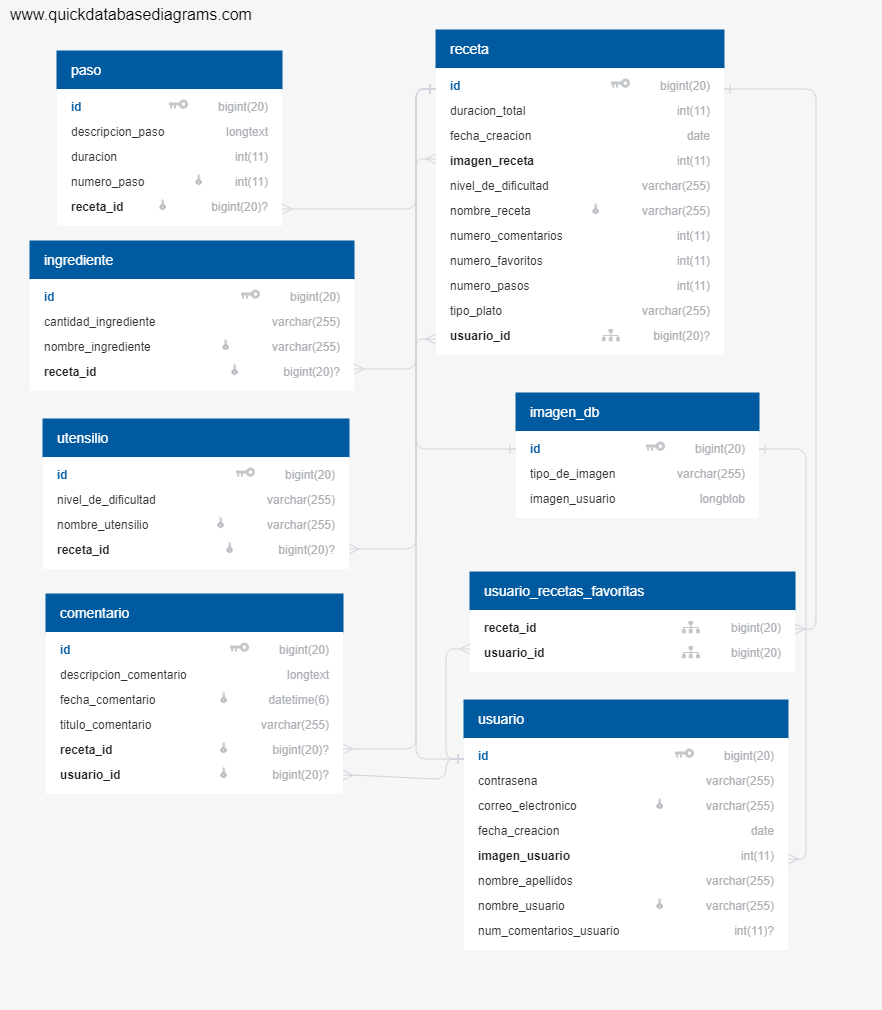 www.quickdatabasediagrams.com
paso
id bigint(20)
descripcion_paso longtext
duracion int(11)
numero_paso int(11)
receta_id bigint(20)?
ingrediente
id bigint(20)
cantidad_ingrediente varchar(255)
nombre_ingrediente varchar(255)
receta_id bigint(20)?
utensilio
id bigint(20)
nivel_de_dificultad varchar(255)
nombre_utensilio varchar(255)
receta_id bigint(20)?
comentario
id bigint(20)
descripcion_comentario longtext
fecha_comentario datetime(6)
titulo_comentario varchar(255)
receta_id bigint(20)?
usuario_id bigint(20)?
receta
id bigint(20)
duracion_total int(11)
fecha_creacion date
imagen_receta int(11)
nivel_de_dificultad varchar(255)
nombre_receta varchar(255)
numero_comentarios int(11)
numero_favoritos int(11)
numero_pasos int(11)
tipo_plato varchar(255)
usuario_id bigint(20)?
imagen_db
id bigint(20)
tipo_de_imagen varchar(255)
imagen_usuario longblob
usuario_recetas_favoritas
receta_id bigint(20)
usuario_id bigint(20)
usuario
id bigint(20)
contrasena varchar(255)
correo_electronico varchar(255)
fecha_creacion date
imagen_usuario int(11)
nombre_apellidos varchar(255)
nombre_usuario varchar(255)
num_comentarios_usuario int(11)?